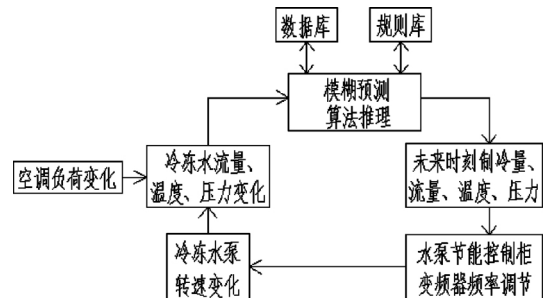 数据库
规则库
模糊预测
算法推理
空调负荷变化
冷冻水流量、
温度、压力变化
未来时刻制冷量、
流量、温度、压力
冷冻水泵
转速变化
水泵节能控制柜
变频器频率调节